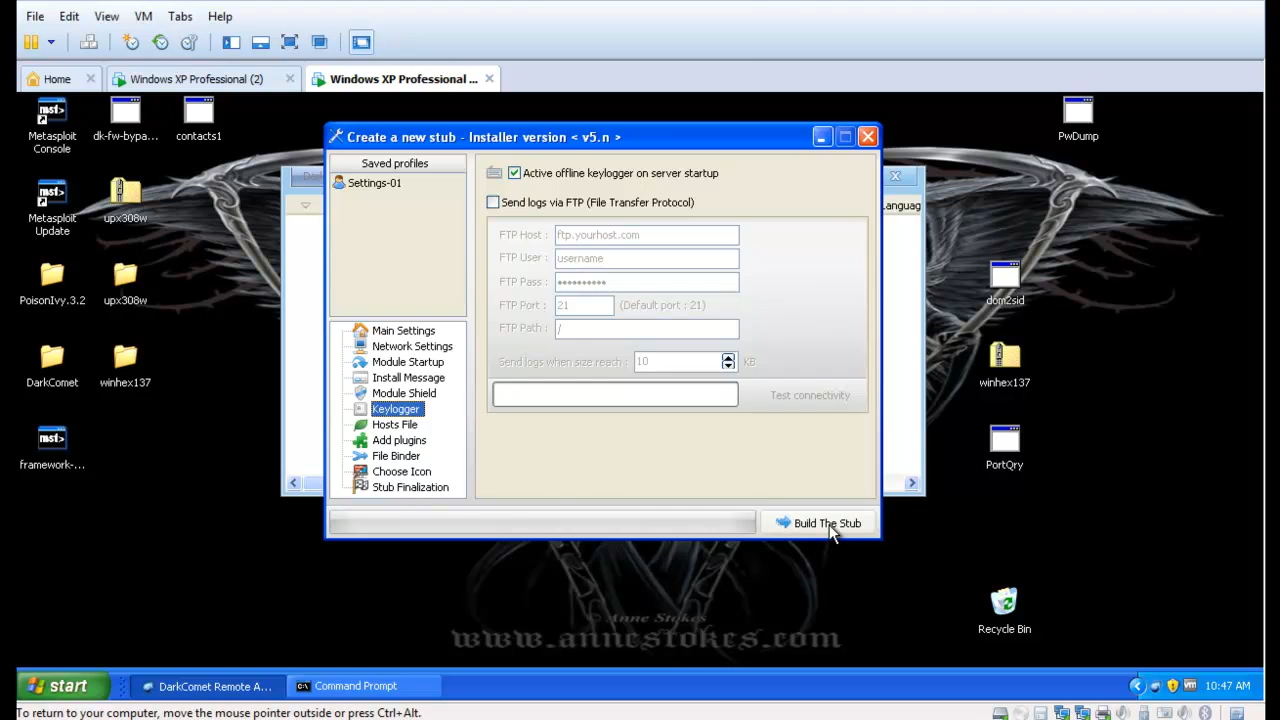 File Edit View VM Tabs Help
Home Windows XP Professional (2) Windows XP Professional ...
Metasploit
Console
dk-fw-bypa...
contacts1
PwDump
Metasploit
Update
upx308w
PoisonIvy.3.2
upx308w
dom2sid
DarkComet
winhex137
winhex137
framework-...
PortQry
Recycle Bin
Create a new stub - Installer version < v5.n >
Saved profiles
Settings-01
Main Settings
Network Settings
Module Startup
Install Message
Module Shield
Keylogger
Hosts File
Add plugins
File Binder
Choose Icon
Stub Finalization
Active offline keylogger on server startup
Send logs via FTP (File Transfer Protocol)
FTP Host : ftp.yourhost.com
FTP User : username
FTP Pass : ••••••••••
FTP Port : 21 (Default port : 21)
FTP Path : /
Send logs when size reach : 10 KB
Test connectivity
Build The Stub
anguag
© Anne Stokes
www.annestokes.com
start DarkComet Remote A... Command Prompt 10:47 AM
To return to your computer, move the mouse pointer outside or press Ctrl+Alt.